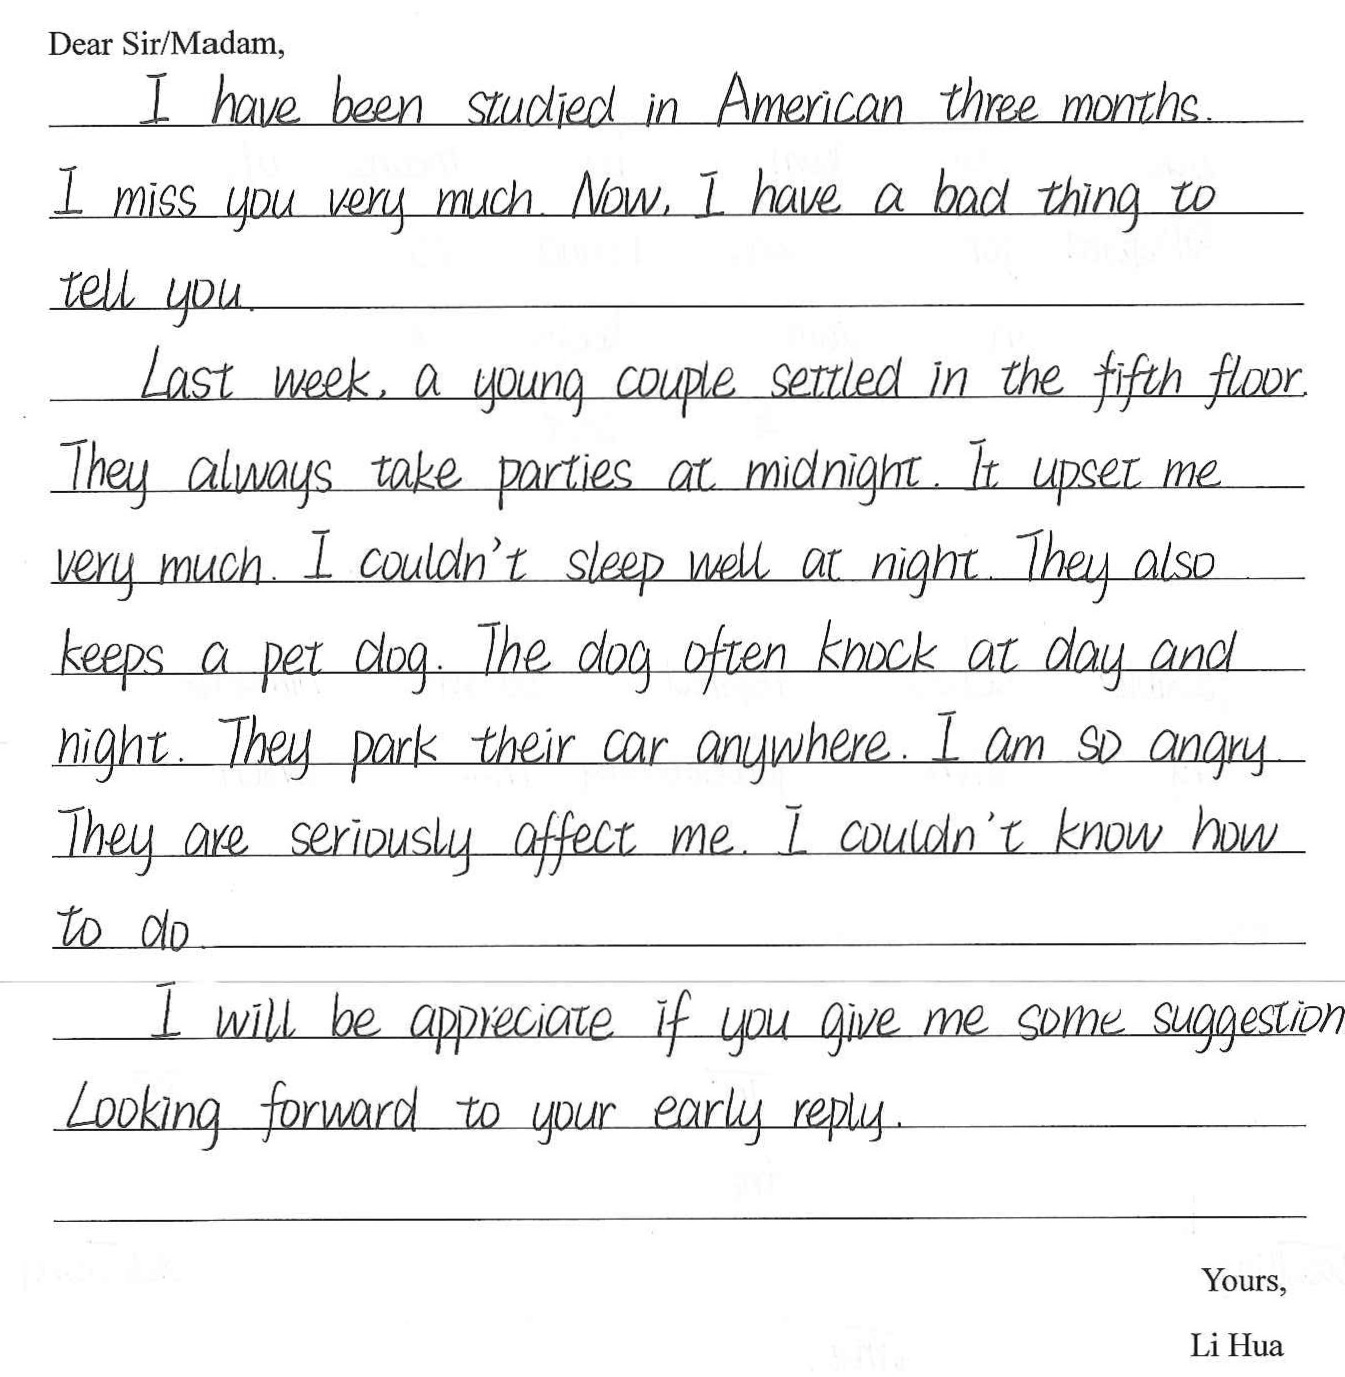 Dear Sir/Madam,
I have been studied in American three months.
I miss you very much. Now, I have a bad thing to
tell you.
Last week, a young couple settled in the fifth floor.
They always take parties at midnight. It upset me
very much. I couldn't sleep well at night. They also
keeps a pet dog. The dog often knock at day and
night. They park their car anywhere. I am so angry.
They are seriously affect me. I couldn't know how
to do.
I will be appreciate if you give me some suggestion
Looking forward to your early reply.
Yours,
Li Hua